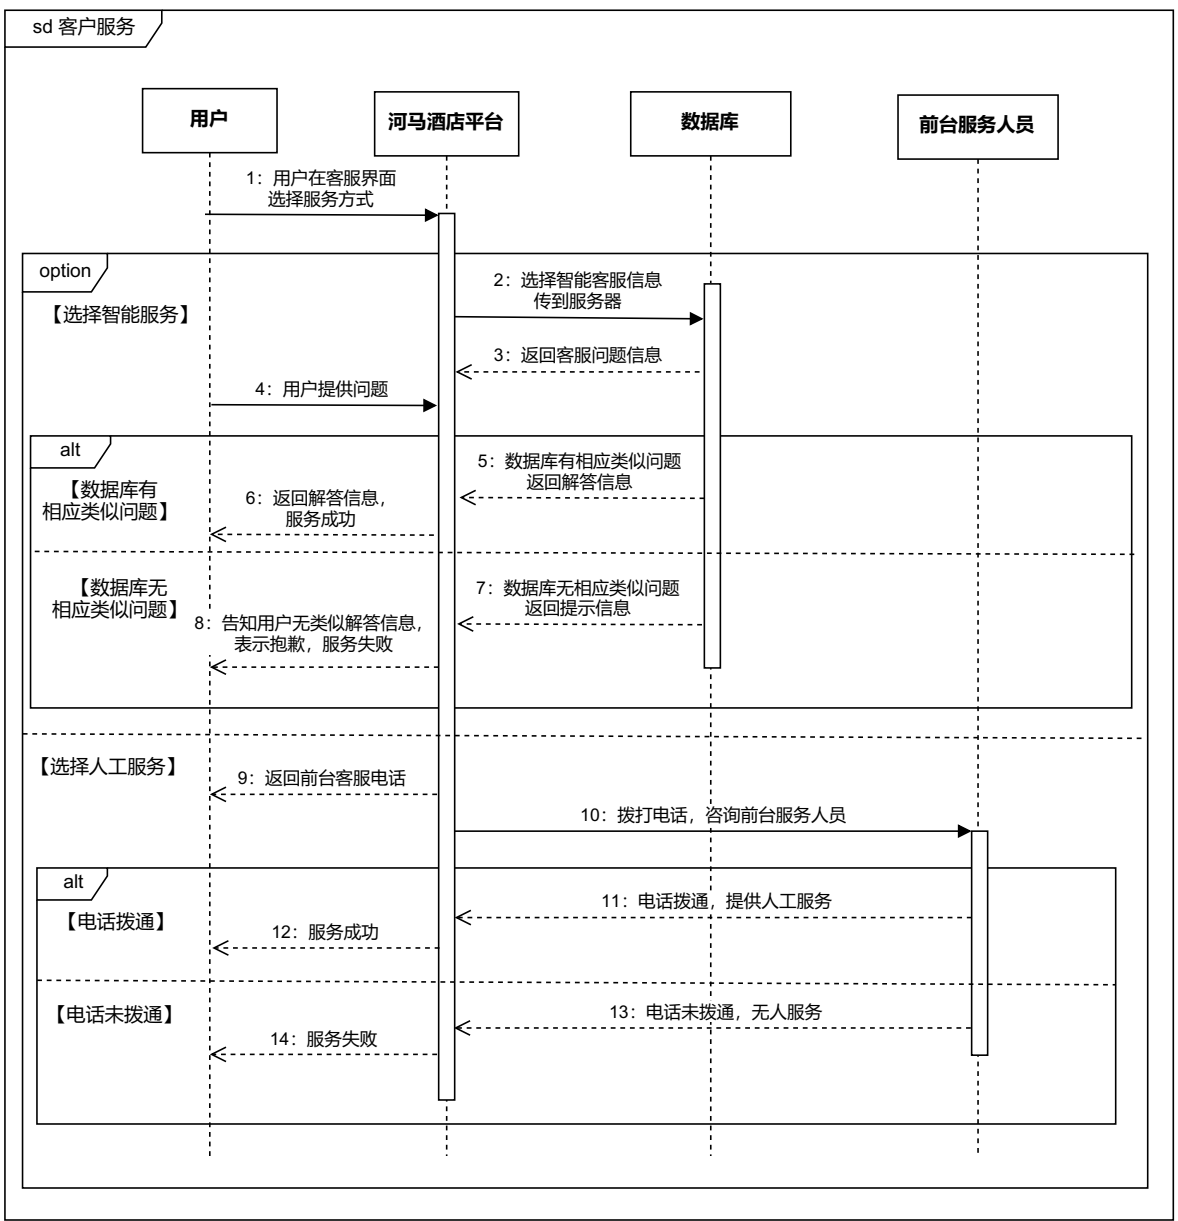 sd 客户服务
用户
河马酒店平台
数据库
前台服务人员
1：用户在客服界面
选择服务方式
option
【选择智能服务】
2：选择智能客服信息
传到服务器
3：返回客服问题信息
4：用户提供问题
alt
【数据库有
相应类似问题】
5：数据库有相应类似问题
返回解答信息
6：返回解答信息，
服务成功
【数据库无
相应类似问题】
7：数据库无相应类似问题
返回提示信息
8：告知用户无类似解答信息，
表示抱歉，服务失败
【选择人工服务】
9：返回前台客服电话
10：拨打电话，咨询前台服务人员
alt
【电话拨通】
11：电话拨通，提供人工服务
12：服务成功
【电话未拨通】
13：电话未拨通，无人服务
14：服务失败